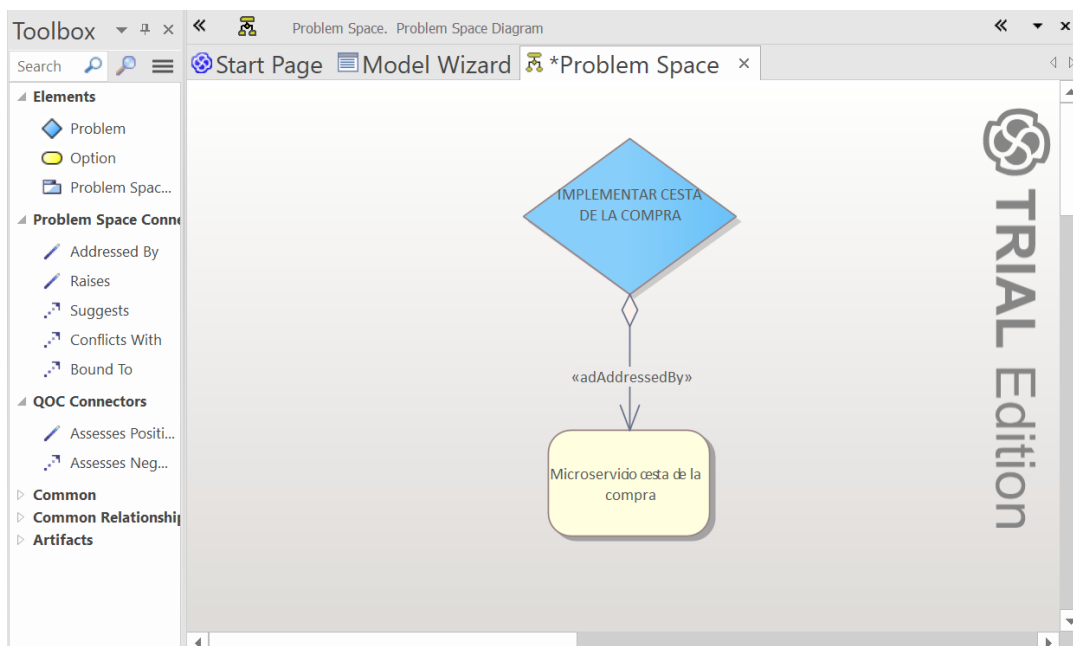 Toolbox
Problem Space. Problem Space Diagram
Search
Start Page
Model Wizard
*Problem Space
Elements
Problem
Option
Problem Spac...
Problem Space Conne
Addressed By
Raises
Suggests
Conflicts With
Bound To
QOC Connectors
Assesses Positi...
Assesses Neg...
Common
Common Relationship
Artifacts
IMPLEMENTAR CESTA
DE LA COMPRA
«adAddressedBy»
Microservicio cesta de la
compra
TRIAL Edition